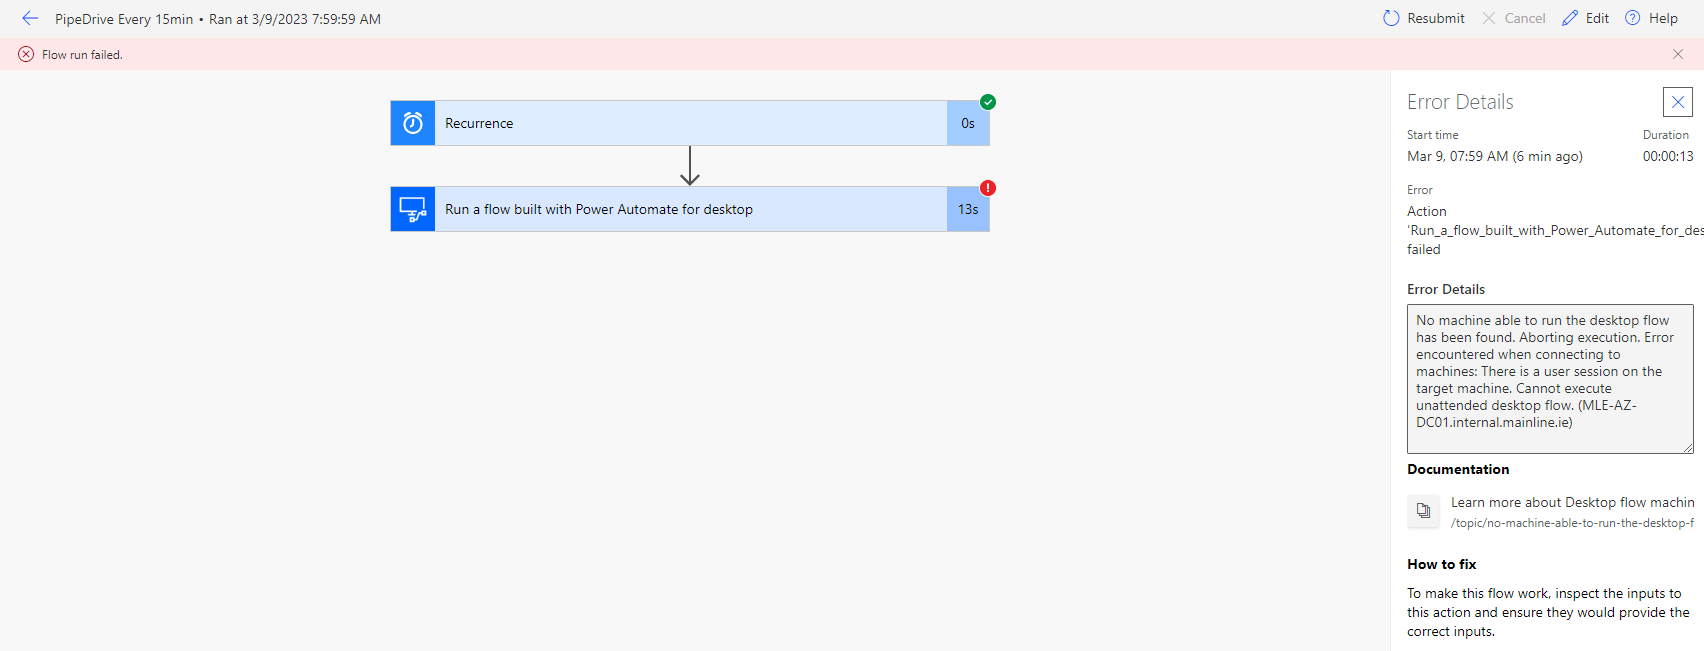 PipeDrive Every 15min • Ran at 3/9/2023 7:59:59 AM
Resubmit
Cancel
Edit
? Help
Flow run failed.
Recurrence
0s
Run a flow built with Power Automate for desktop
13s
!
Error Details
Start time
Duration
Mar 9, 07:59 AM (6 min ago)
00:00:13
Error
Action
'Run_a_flow_built_with_Power_Automate_for_des
failed
Error Details
No machine able to run the desktop flow
has been found. Aborting execution. Error
encountered when connecting to
machines: There is a user session on the
target machine. Cannot execute
unattended desktop flow. (MLE-AZ-
DC01.internal.mainline.ie)
Documentation
Learn more about Desktop flow machin
/topic/no-machine-able-to-run-the-desktop-f
How to fix
To make this flow work, inspect the inputs to
this action and ensure they would provide the
correct inputs.